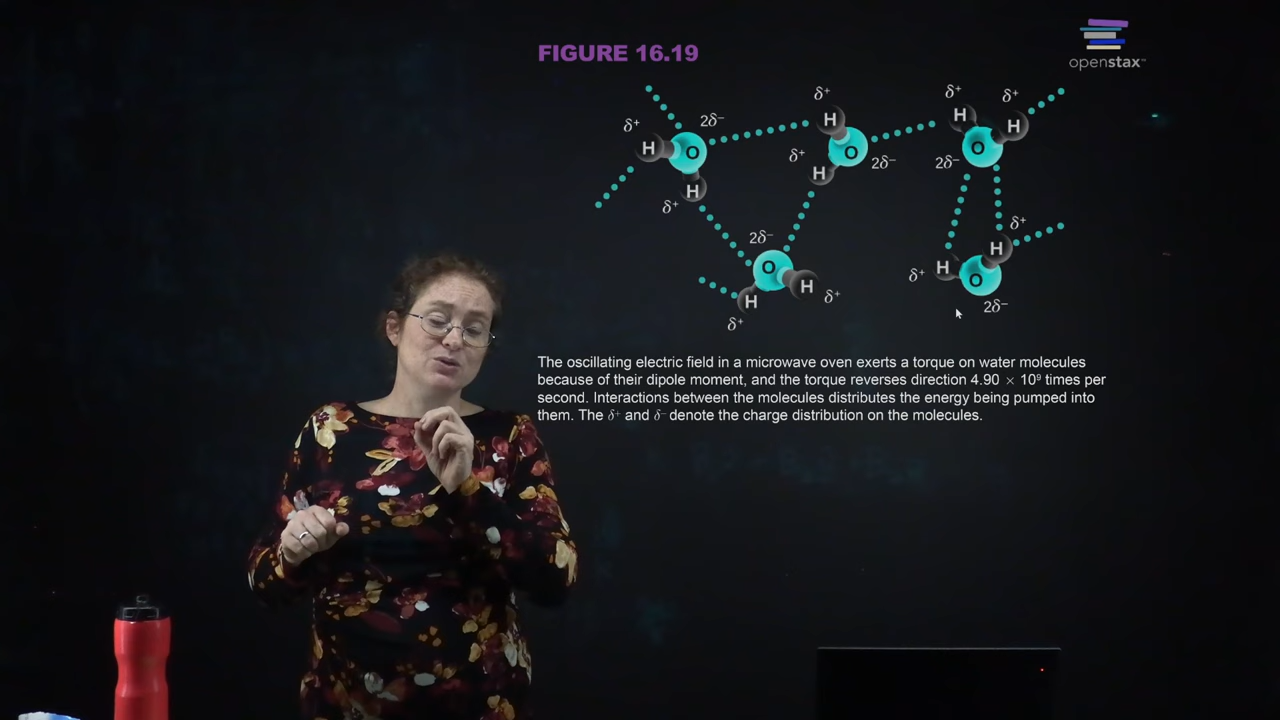 FIGURE 16.19
openstax™
δ⁺ δ⁺ δ⁺
δ⁺ 2δ⁻ H H H
H O δ⁺ O 2δ⁻ 2δ⁻ O
H H
δ⁺
2δ⁻ δ⁺
O H δ⁺ H H
H δ⁺ O
δ⁺ 2δ⁻
The oscillating electric field in a microwave oven exerts a torque on water molecules
because of their dipole moment, and the torque reverses direction 4.90 × 10⁹ times per
second. Interactions between the molecules distributes the energy being pumped into
them. The δ⁺ and δ⁻ denote the charge distribution on the molecules.